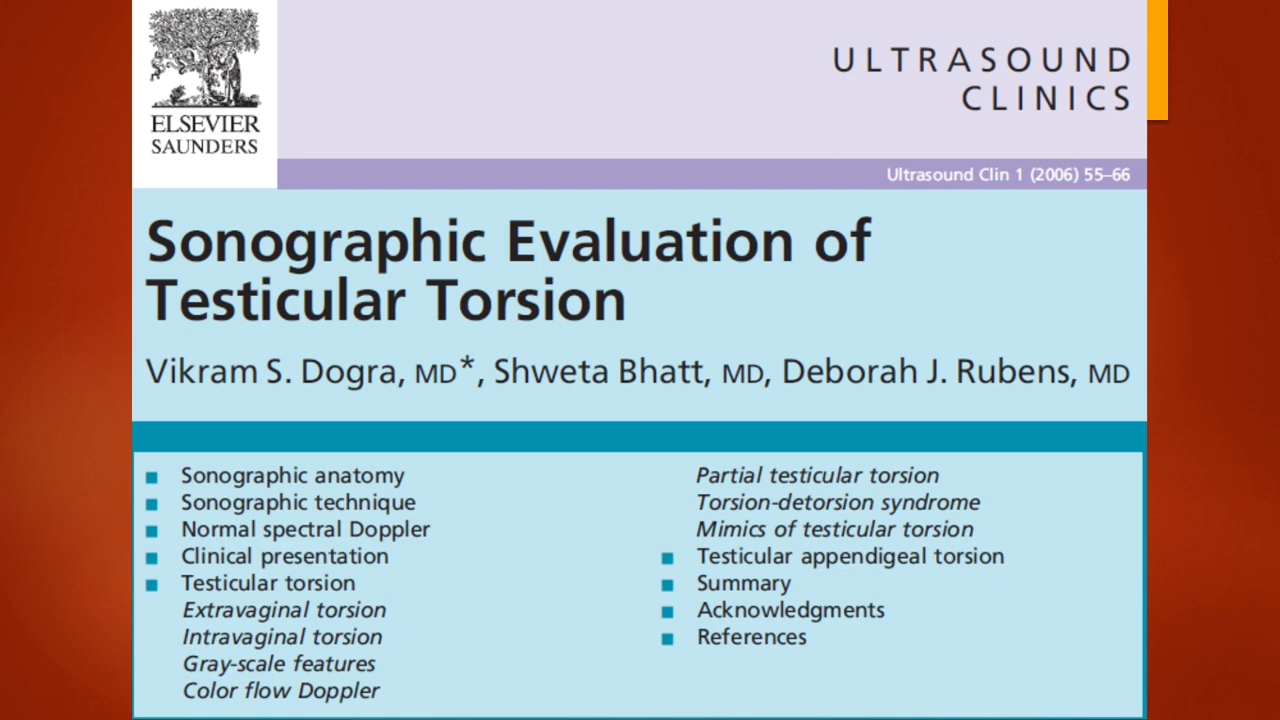 ELSEVIER
SAUNDERS
ULTRASOUND
CLINICS
Ultrasound Clin 1 (2006) 55–66
Sonographic Evaluation of
Testicular Torsion
Vikram S. Dogra, MD*, Shweta Bhatt, MD, Deborah J. Rubens, MD
■ Sonographic anatomy
■ Sonographic technique
■ Normal spectral Doppler
■ Clinical presentation
■ Testicular torsion
Extravaginal torsion
Intravaginal torsion
Gray-scale features
Color flow Doppler
Partial testicular torsion
Torsion-detorsion syndrome
Mimics of testicular torsion
■ Testicular appendigeal torsion
■ Summary
■ Acknowledgments
■ References